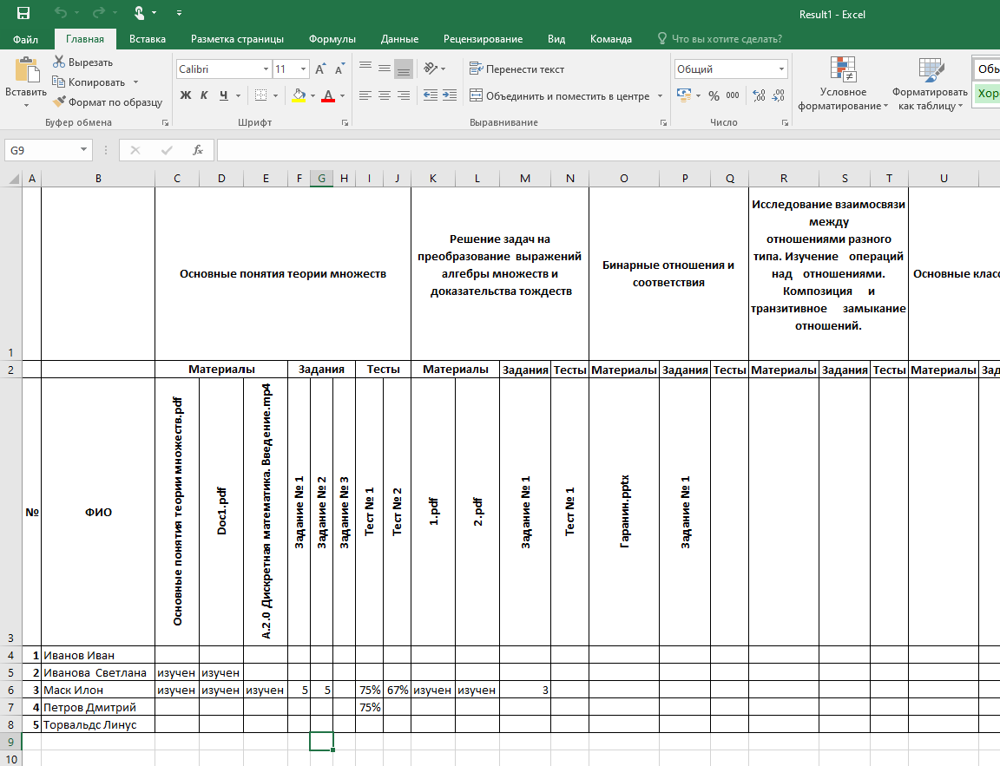 Result1 - Excel
Файл Главная Вставка Разметка страницы Формулы Данные Рецензирование Вид Команда Что вы хотите сделать?
Вставить
Вырезать
Копировать
Формат по образцу
Буфер обмена
Calibri 11
Ж К Ч
Шрифт
Перенести текст
Объединить и поместить в центре
Выравнивание
Общий
% 000
Число
Условное форматирование
Форматировать как таблицу
Обы
Хор
G9 fx
A B C D E F G H I J K L M N O P Q R S T U
1
Основные понятия теории множеств
Решение задач на
преобразование выражений
алгебры множеств и
доказательства тождеств
Бинарные отношения и
соответствия
Исследование взаимосвязи
между
отношениями разного
типа. Изучение операций
над отношениями.
Композиция и
транзитивное замыкание
отношений.
Основные клас
2 Материалы Задания Тесты Материалы Задания Тесты Материалы Задания Тесты Материалы Задания Тесты Материалы Зад
3 № ФИО
Основные понятия теории множеств.pdf
Doc1.pdf
А.2.0 Дискретная математика. Введение.mp4
Задание № 1
Задание № 2
Задание № 3
Тест № 1
Тест № 2
1.pdf
2.pdf
Задание № 1
Тест № 1
Гаранин.pptx
Задание № 1
4 1 Иванов Иван
5 2 Иванова Светлана изучен изучен
6 3 Маск Илон изучен изучен изучен 5 5 75% 67% изучен изучен 3
7 4 Петров Дмитрий 75%
8 5 Торвальдс Линус
9
10